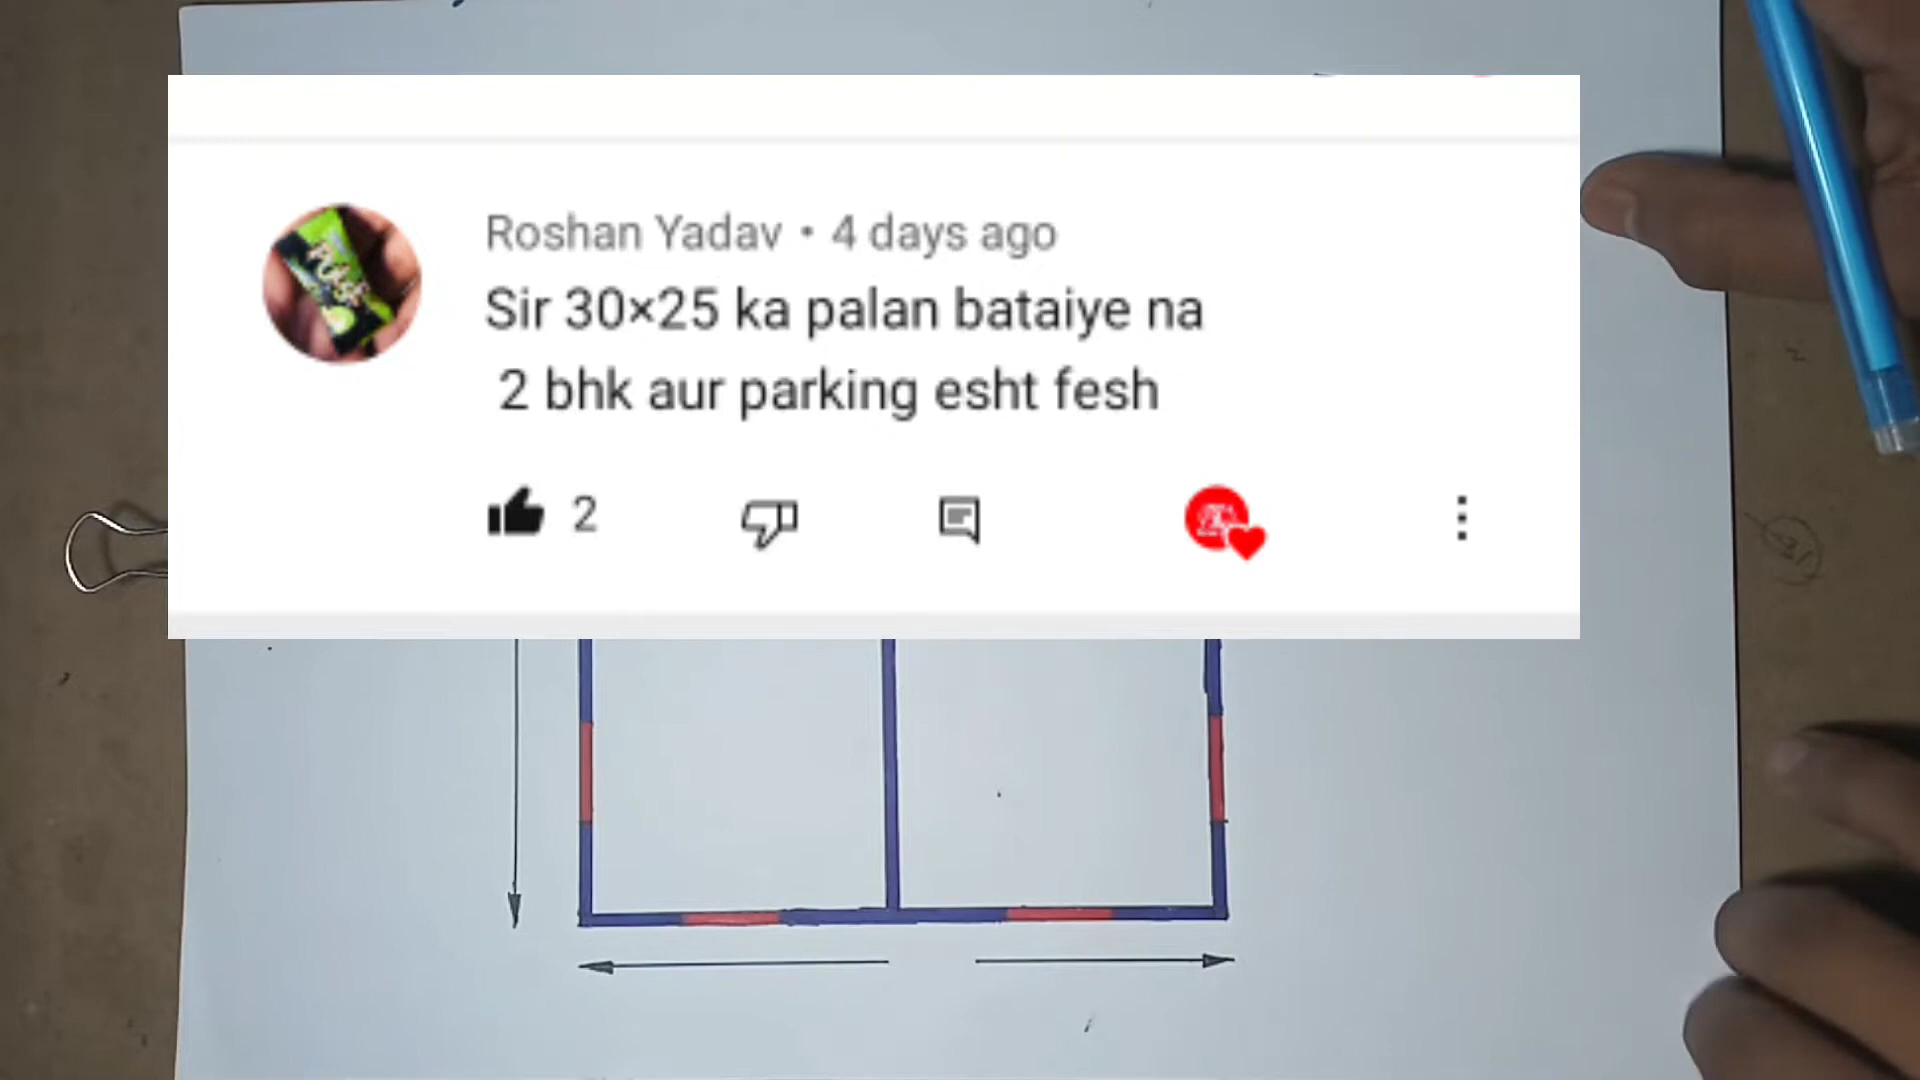 Roshan Yadav • 4 days ago
Sir 30×25 ka palan bataiye na
2 bhk aur parking esht fesh
2